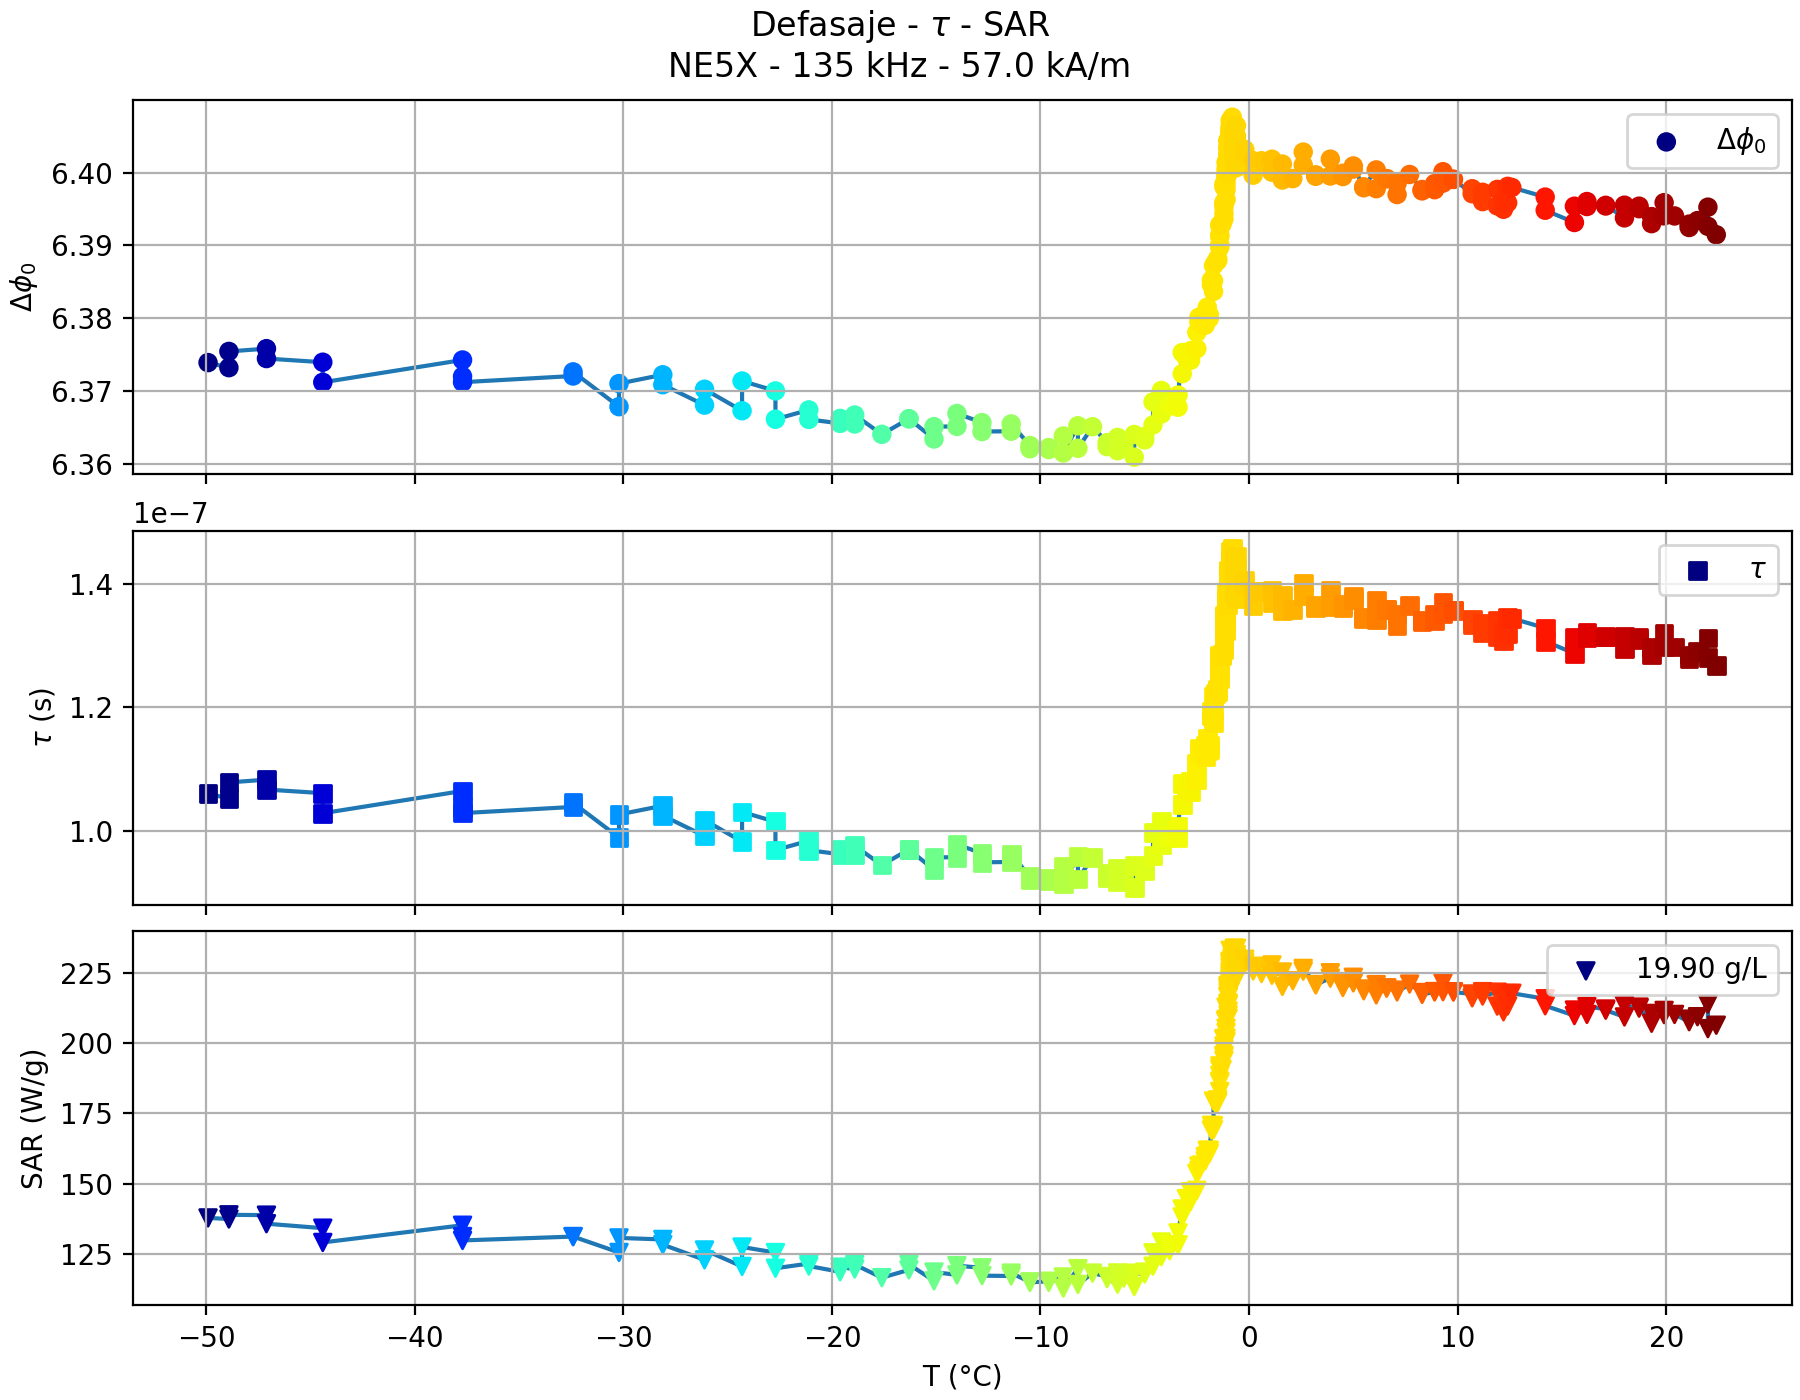 Defasaje - τ - SAR
NE5X - 135 kHz - 57.0 kA/m
Δϕ₀
6.40
6.39
6.38
6.37
6.36
Δϕ₀
1e−7
τ
1.4
1.2
1.0
τ (s)
19.90 g/L
225
200
175
150
125
SAR (W/g)
−50 −40 −30 −20 −10 0 10 20
T (°C)